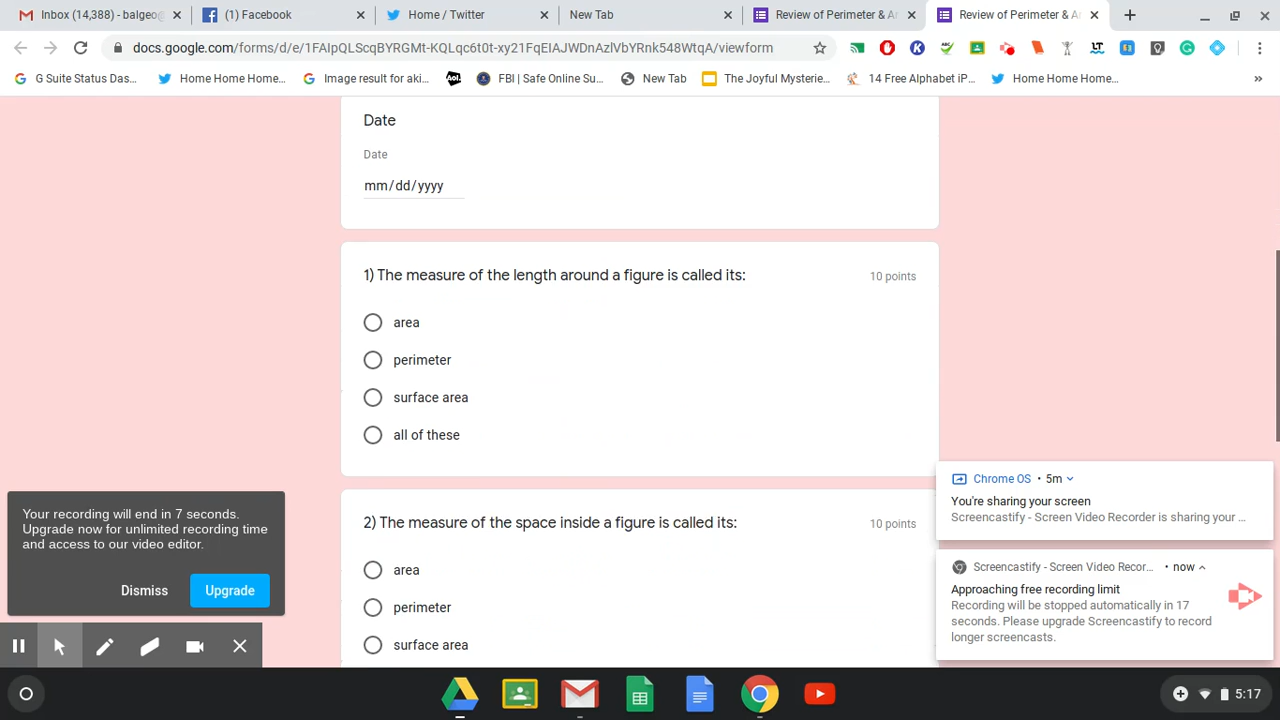 Inbox (14,388) - balgeo@
(1) Facebook
Home / Twitter
New Tab
Review of Perimeter & Ar
Review of Perimeter & Ar
docs.google.com/forms/d/e/1FAIpQLScqBYRGMt-KQLqc6t0t-xy21FqEIAJWDnAzlVbYRnk548WtqA/viewform
G Suite Status Das...
Home Home Home...
Image result for aki...
Aol.
FBI | Safe Online Su...
New Tab
The Joyful Mysterie...
14 Free Alphabet iP...
Home Home Home...
»
Date
Date
mm/dd/yyyy
1) The measure of the length around a figure is called its:
10 points
area
perimeter
surface area
all of these
2) The measure of the space inside a figure is called its:
10 points
area
perimeter
surface area
Your recording will end in 7 seconds.
Upgrade now for unlimited recording time
and access to our video editor.
Dismiss
Upgrade
Chrome OS • 5m
You're sharing your screen
Screencastify - Screen Video Recorder is sharing your ...
Screencastify - Screen Video Recor... • now
Approaching free recording limit
Recording will be stopped automatically in 17
seconds. Please upgrade Screencastify to record
longer screencasts.
5:17